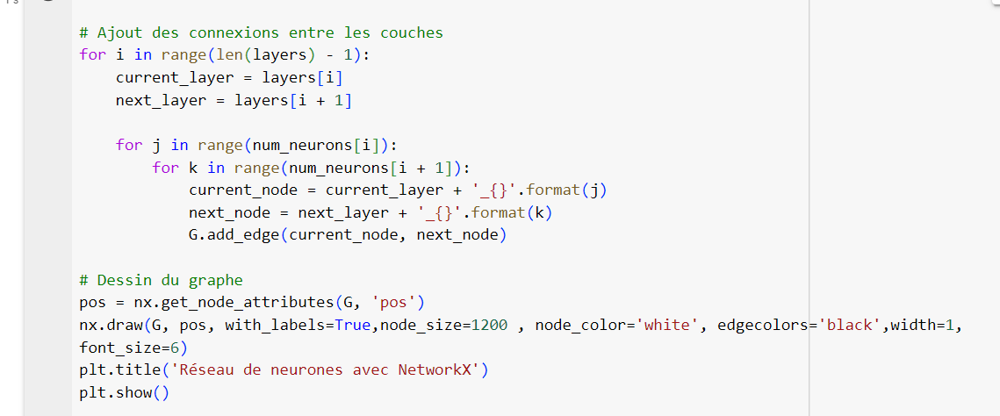 # Ajout des connexions entre les couches
for i in range(len(layers) - 1):
    current_layer = layers[i]
    next_layer = layers[i + 1]
    for j in range(num_neurons[i]):
        for k in range(num_neurons[i + 1]):
            current_node = current_layer + '_{}'.format(j)
            next_node = next_layer + '_{}'.format(k)
            G.add_edge(current_node, next_node)
# Dessin du graphe
pos = nx.get_node_attributes(G, 'pos')
nx.draw(G, pos, with_labels=True,node_size=1200 , node_color='white', edgecolors='black',width=1,
font_size=6)
plt.title('Réseau de neurones avec NetworkX')
plt.show()